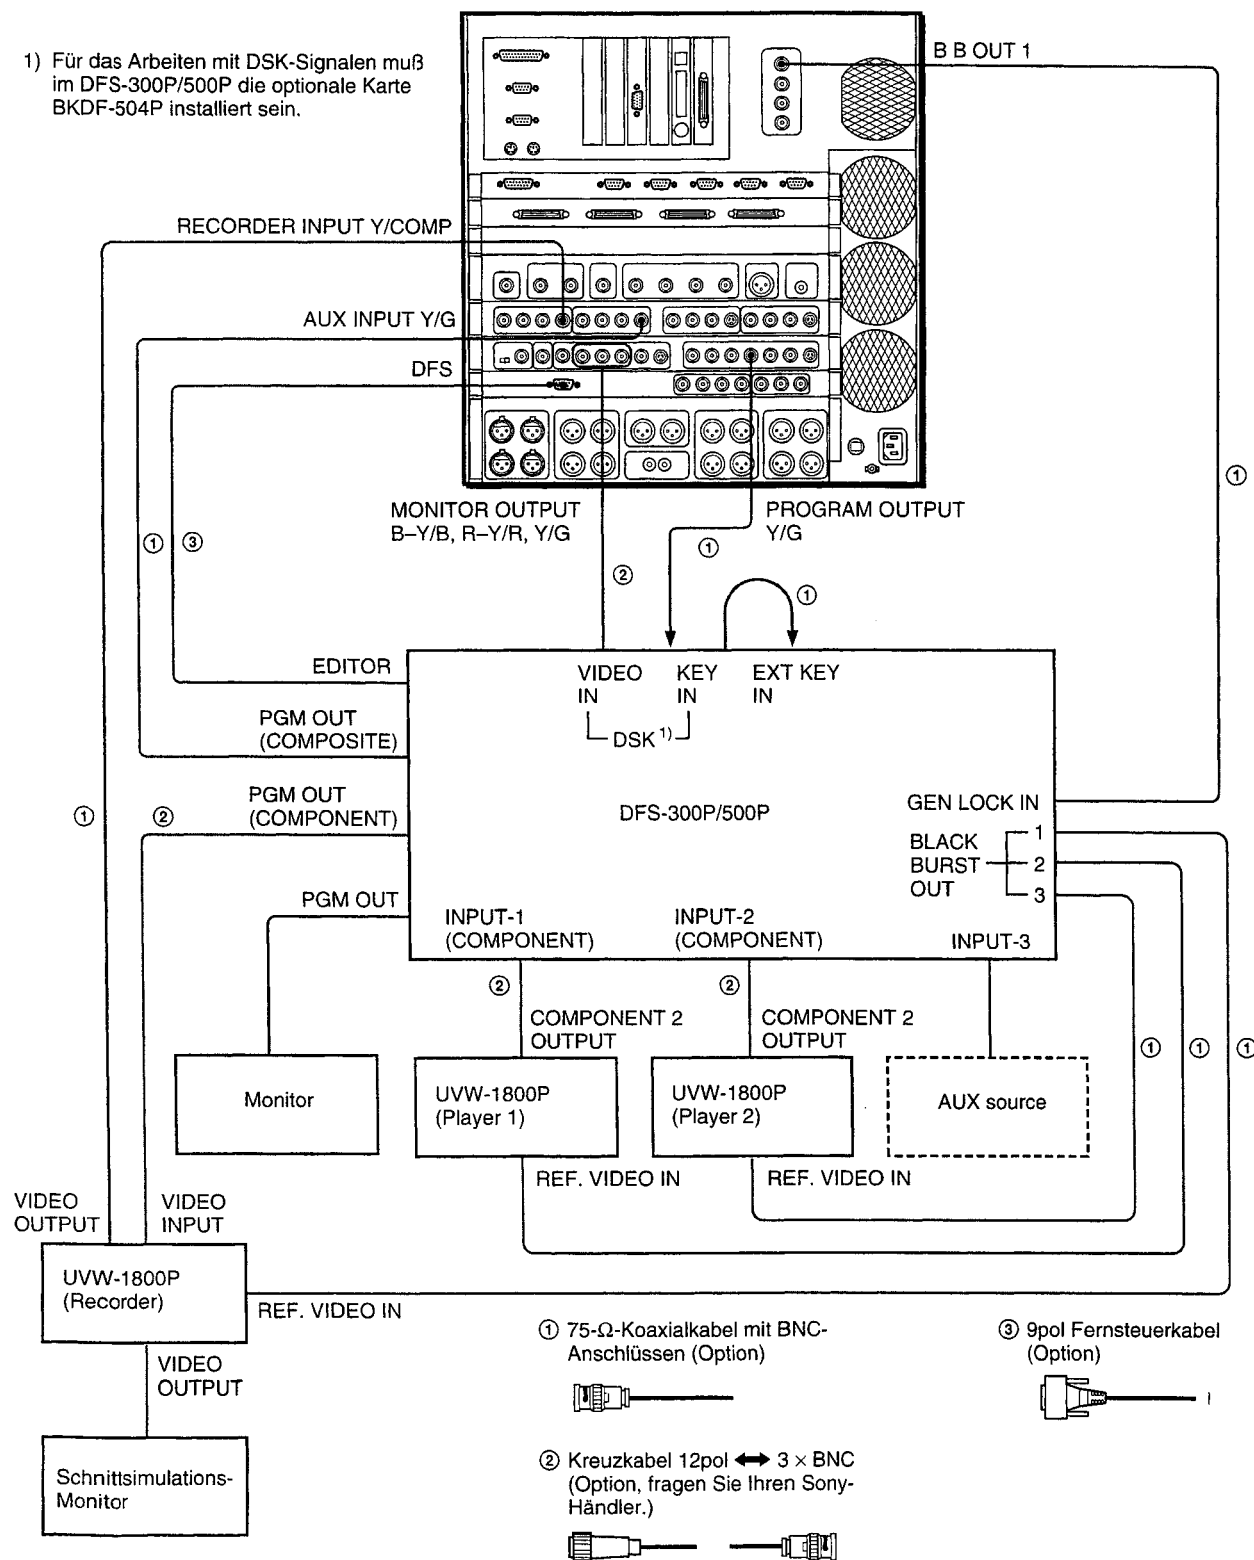 1) Für das Arbeiten mit DSK-Signalen muß
im DFS-300P/500P die optionale Karte
BKDF-504P installiert sein.
B B OUT 1
RECORDER INPUT Y/COMP
AUX INPUT Y/G
DFS
MONITOR OUTPUT
B–Y/B, R–Y/R, Y/G
PROGRAM OUTPUT
Y/G
①
①
③
①
②
①
EDITOR
VIDEO
IN
KEY
IN
EXT KEY
IN
DSK 1)
PGM OUT
(COMPOSITE)
PGM OUT
(COMPONENT)
①
②
DFS-300P/500P
GEN LOCK IN
BLACK
BURST
OUT
1
2
3
PGM OUT
INPUT-1
(COMPONENT)
INPUT-2
(COMPONENT)
INPUT-3
②
②
COMPONENT 2
OUTPUT
COMPONENT 2
OUTPUT
①
①
①
Monitor
UVW-1800P
(Player 1)
UVW-1800P
(Player 2)
AUX source
REF. VIDEO IN
REF. VIDEO IN
VIDEO
OUTPUT
VIDEO
INPUT
UVW-1800P
(Recorder)
REF. VIDEO IN
VIDEO
OUTPUT
Schnittsimulations-
Monitor
① 75-Ω-Koaxialkabel mit BNC-
Anschlüssen (Option)
③ 9pol Fernsteuerkabel
(Option)
② Kreuzkabel 12pol ↔ 3 × BNC
(Option, fragen Sie Ihren Sony-
Händler.)